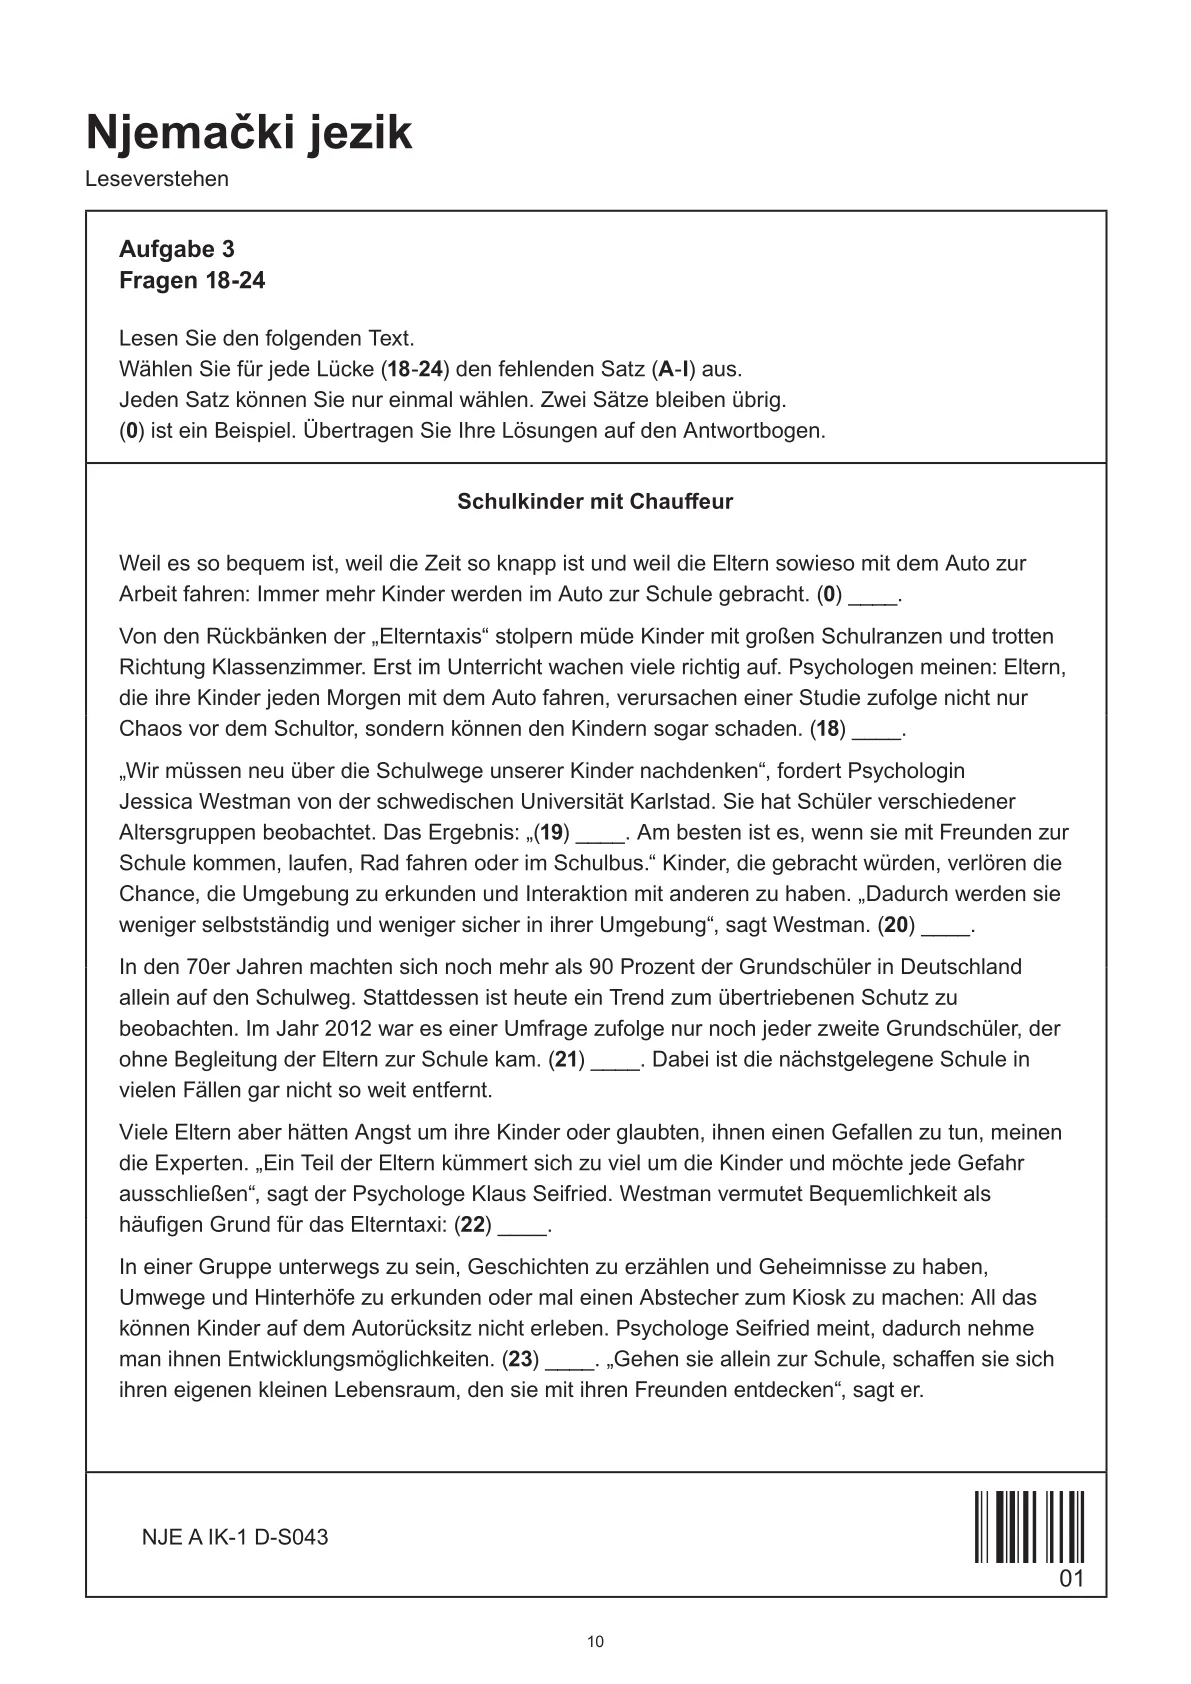 Njemački jezik
Leseverstehen
Aufgabe 3
Fragen 18-24
Lesen Sie den folgenden Text.
Wählen Sie für jede Lücke (18-24) den fehlenden Satz (A-I) aus.
Jeden Satz können Sie nur einmal wählen. Zwei Sätze bleiben übrig.
(0) ist ein Beispiel. Übertragen Sie Ihre Lösungen auf den Antwortbogen.
Schulkinder mit Chauffeur
Weil es so bequem ist, weil die Zeit so knapp ist und weil die Eltern sowieso mit dem Auto zur
Arbeit fahren: Immer mehr Kinder werden im Auto zur Schule gebracht. (0) ____.
Von den Rückbänken der „Elterntaxis“ stolpern müde Kinder mit großen Schulranzen und trotten
Richtung Klassenzimmer. Erst im Unterricht wachen viele richtig auf. Psychologen meinen: Eltern,
die ihre Kinder jeden Morgen mit dem Auto fahren, verursachen einer Studie zufolge nicht nur
Chaos vor dem Schultor, sondern können den Kindern sogar schaden. (18) ____.
„Wir müssen neu über die Schulwege unserer Kinder nachdenken“, fordert Psychologin
Jessica Westman von der schwedischen Universität Karlstad. Sie hat Schüler verschiedener
Altersgruppen beobachtet. Das Ergebnis: „(19) ____. Am besten ist es, wenn sie mit Freunden zur
Schule kommen, laufen, Rad fahren oder im Schulbus.“ Kinder, die gebracht würden, verlören die
Chance, die Umgebung zu erkunden und Interaktion mit anderen zu haben. „Dadurch werden sie
weniger selbstständig und weniger sicher in ihrer Umgebung“, sagt Westman. (20) ____.
In den 70er Jahren machten sich noch mehr als 90 Prozent der Grundschüler in Deutschland
allein auf den Schulweg. Stattdessen ist heute ein Trend zum übertriebenen Schutz zu
beobachten. Im Jahr 2012 war es einer Umfrage zufolge nur noch jeder zweite Grundschüler, der
ohne Begleitung der Eltern zur Schule kam. (21) ____. Dabei ist die nächstgelegene Schule in
vielen Fällen gar nicht so weit entfernt.
Viele Eltern aber hätten Angst um ihre Kinder oder glaubten, ihnen einen Gefallen zu tun, meinen
die Experten. „Ein Teil der Eltern kümmert sich zu viel um die Kinder und möchte jede Gefahr
ausschließen“, sagt der Psychologe Klaus Seifried. Westman vermutet Bequemlichkeit als
häufigen Grund für das Elterntaxi: (22) ____.
In einer Gruppe unterwegs zu sein, Geschichten zu erzählen und Geheimnisse zu haben,
Umwege und Hinterhöfe zu erkunden oder mal einen Abstecher zum Kiosk zu machen: All das
können Kinder auf dem Autorücksitz nicht erleben. Psychologe Seifried meint, dadurch nehme
man ihnen Entwicklungsmöglichkeiten. (23) ____. „Gehen sie allein zur Schule, schaffen sie sich
ihren eigenen kleinen Lebensraum, den sie mit ihren Freunden entdecken“, sagt er.
NJE A IK-1 D-S043
01
10